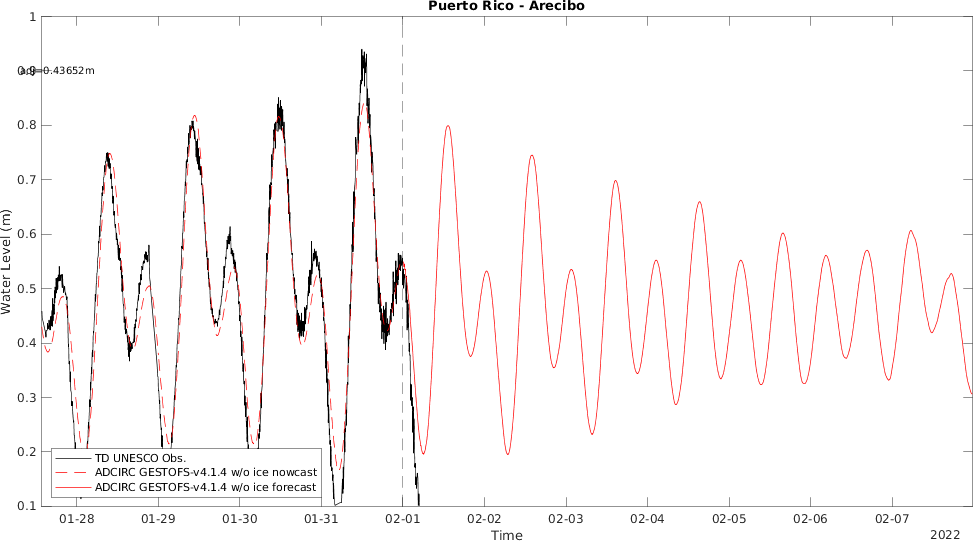 Puerto Rico - Arecibo
1
0.9
adj=0.43652m
0.8
0.7
0.6
0.5
0.4
0.3
0.2
0.1
Water Level (m)
TD UNESCO Obs.
ADCIRC GESTOFS-v4.1.4 w/o ice nowcast
ADCIRC GESTOFS-v4.1.4 w/o ice forecast
01-28 01-29 01-30 01-31 02-01 02-02 02-03 02-04 02-05 02-06 02-07
Time
2022